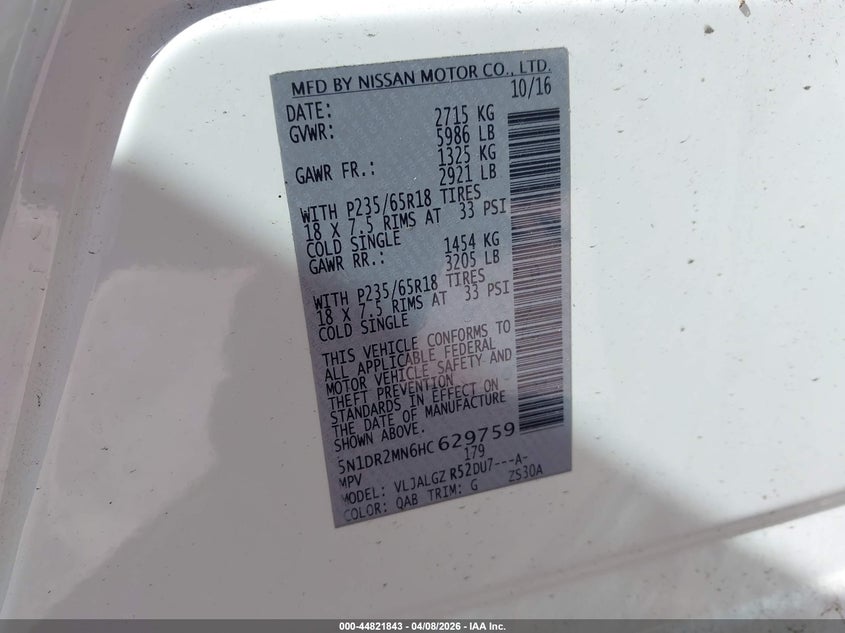 MFD BY NISSAN MOTOR CO., LTD.
DATE: 10/16
GVWR: 2715 KG
5986 LB
GAWR FR.: 1325 KG
2921 LB
WITH P235/65R18 TIRES
18 X 7.5 RIMS AT 33 PSI
COLD SINGLE
GAWR RR.: 1454 KG
3205 LB
WITH P235/65R18 TIRES
18 X 7.5 RIMS AT 33 PSI
COLD SINGLE
THIS VEHICLE CONFORMS TO
ALL APPLICABLE FEDERAL
MOTOR VEHICLE SAFETY AND
THEFT PREVENTION
STANDARDS IN EFFECT ON
THE DATE OF MANUFACTURE
SHOWN ABOVE.
5N1DR2MN6HC629759
MPV 179
MODEL: VLJALGZ R52DU7---A-
COLOR: QAB TRIM: G ZS30A
000-44821843 - 04/08/2026 - IAA Inc.